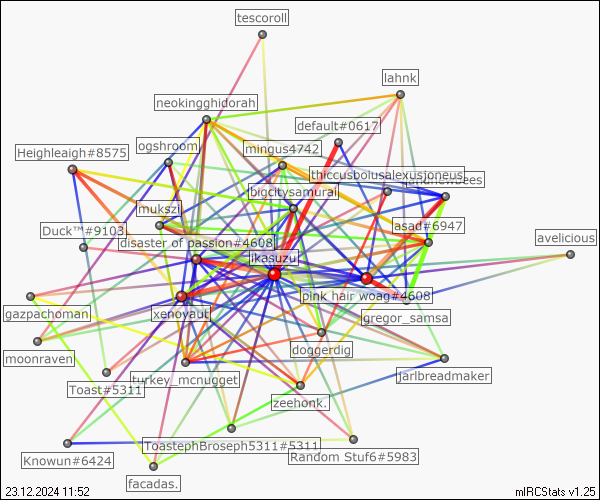 tescoroll
lahnk
neokingghidorah
default#0617
ogshroom
mingus4742
Heighleaigh#8575
thiccusbolusalexusjoneus
bigcitysamurai
mukszi
asad#6947
Duck™#9103
disaster of passion#4608
avelicious
ikasuzu
pink hair woag#4608
gazpachoman
xenoyaut
gregor_samsa
doggerdig
moonraven
turkey_mcnugget
jarlbreadmaker
Toast#5311
zeehonk.
ToastephBroseph5311#5311
Random Stuf6#5983
Knowun#6424
facadas.
23.12.2024 11:52
mIRCStats v1.25